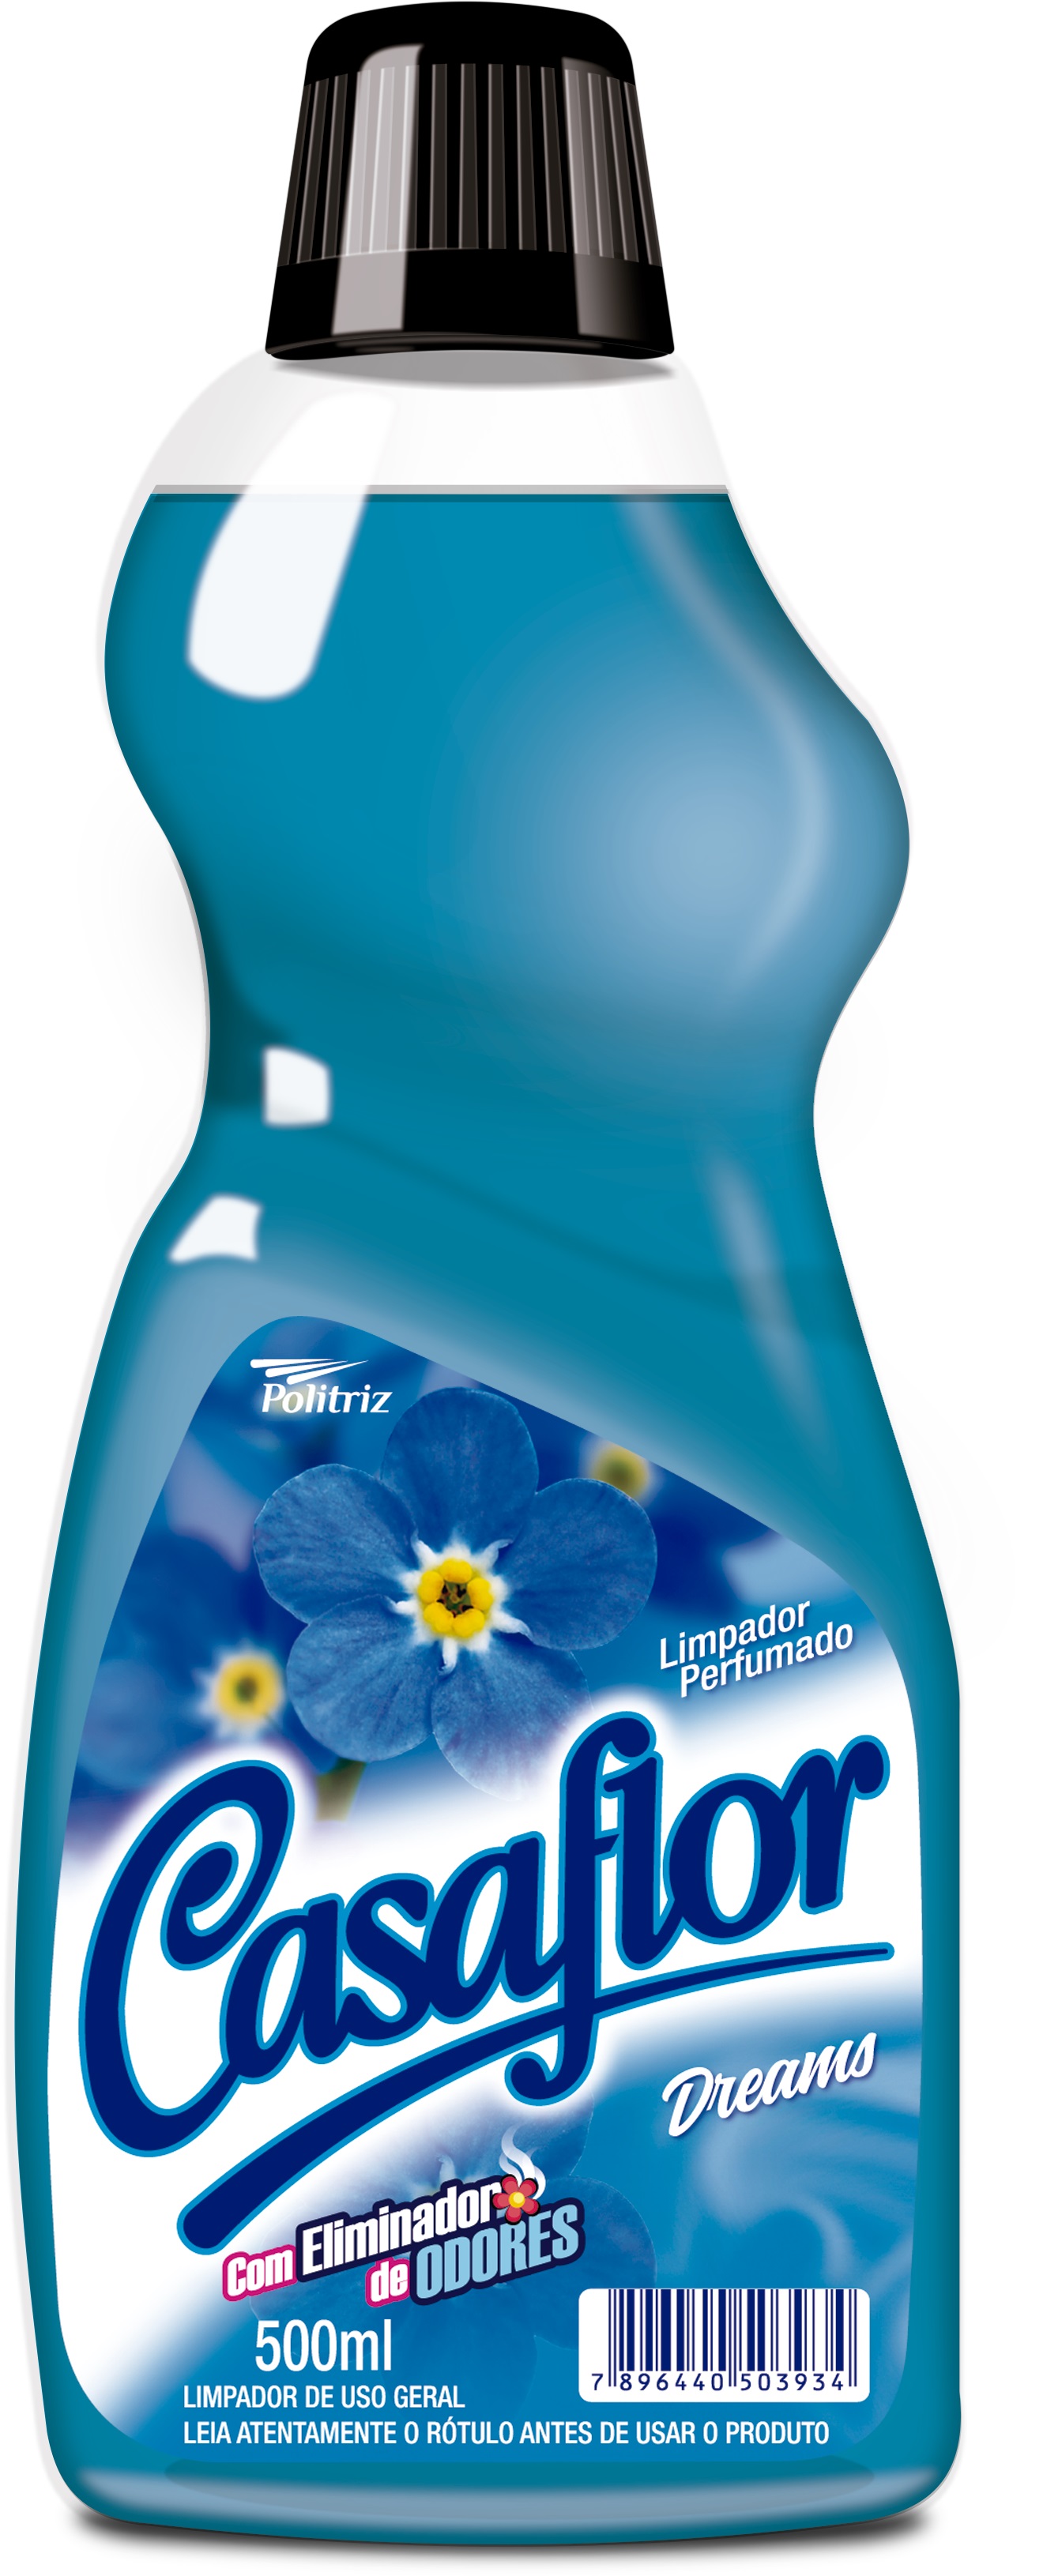 Politriz
Limpador
Perfumado
Casaflor
Dreams
Com Eliminador
de ODORES
500ml
LIMPADOR DE USO GERAL
LEIA ATENTAMENTE O RÓTULO ANTES DE USAR O PRODUTO
7 896440 503934